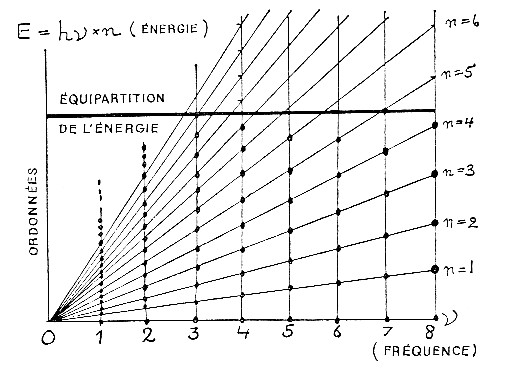 E = hν × n (ÉNERGIE)
n=6
n=5
ÉQUIPARTITION
DE L'ÉNERGIE
n=4
n=3
n=2
n=1
ORDONNÉES
0 1 2 3 4 5 6 7 8 ν
(FRÉQUENCE)